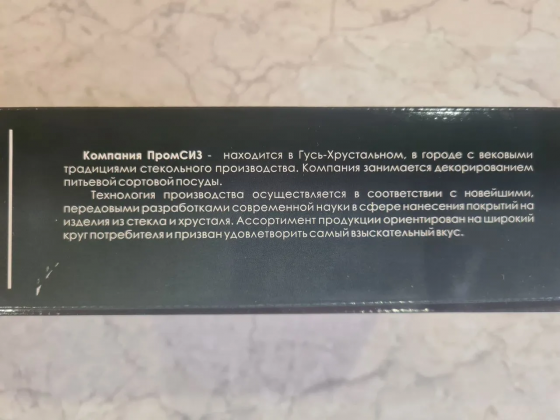 Компания ПромСИЗ - находится в Гусь-Хрустальном, в городе с вековыми
традициями стекольного производства. Компания занимается декорированием
питьевой сортовой посуды.
Технология производства осуществляется в соответствии с новейшими,
передовыми разработками современной науки в сфере нанесения покрытий на
изделия из стекла и хрусталя. Ассортимент продукции ориентирован на широкий
круг потребителя и призван удовлетворить самый взыскательный вкус.